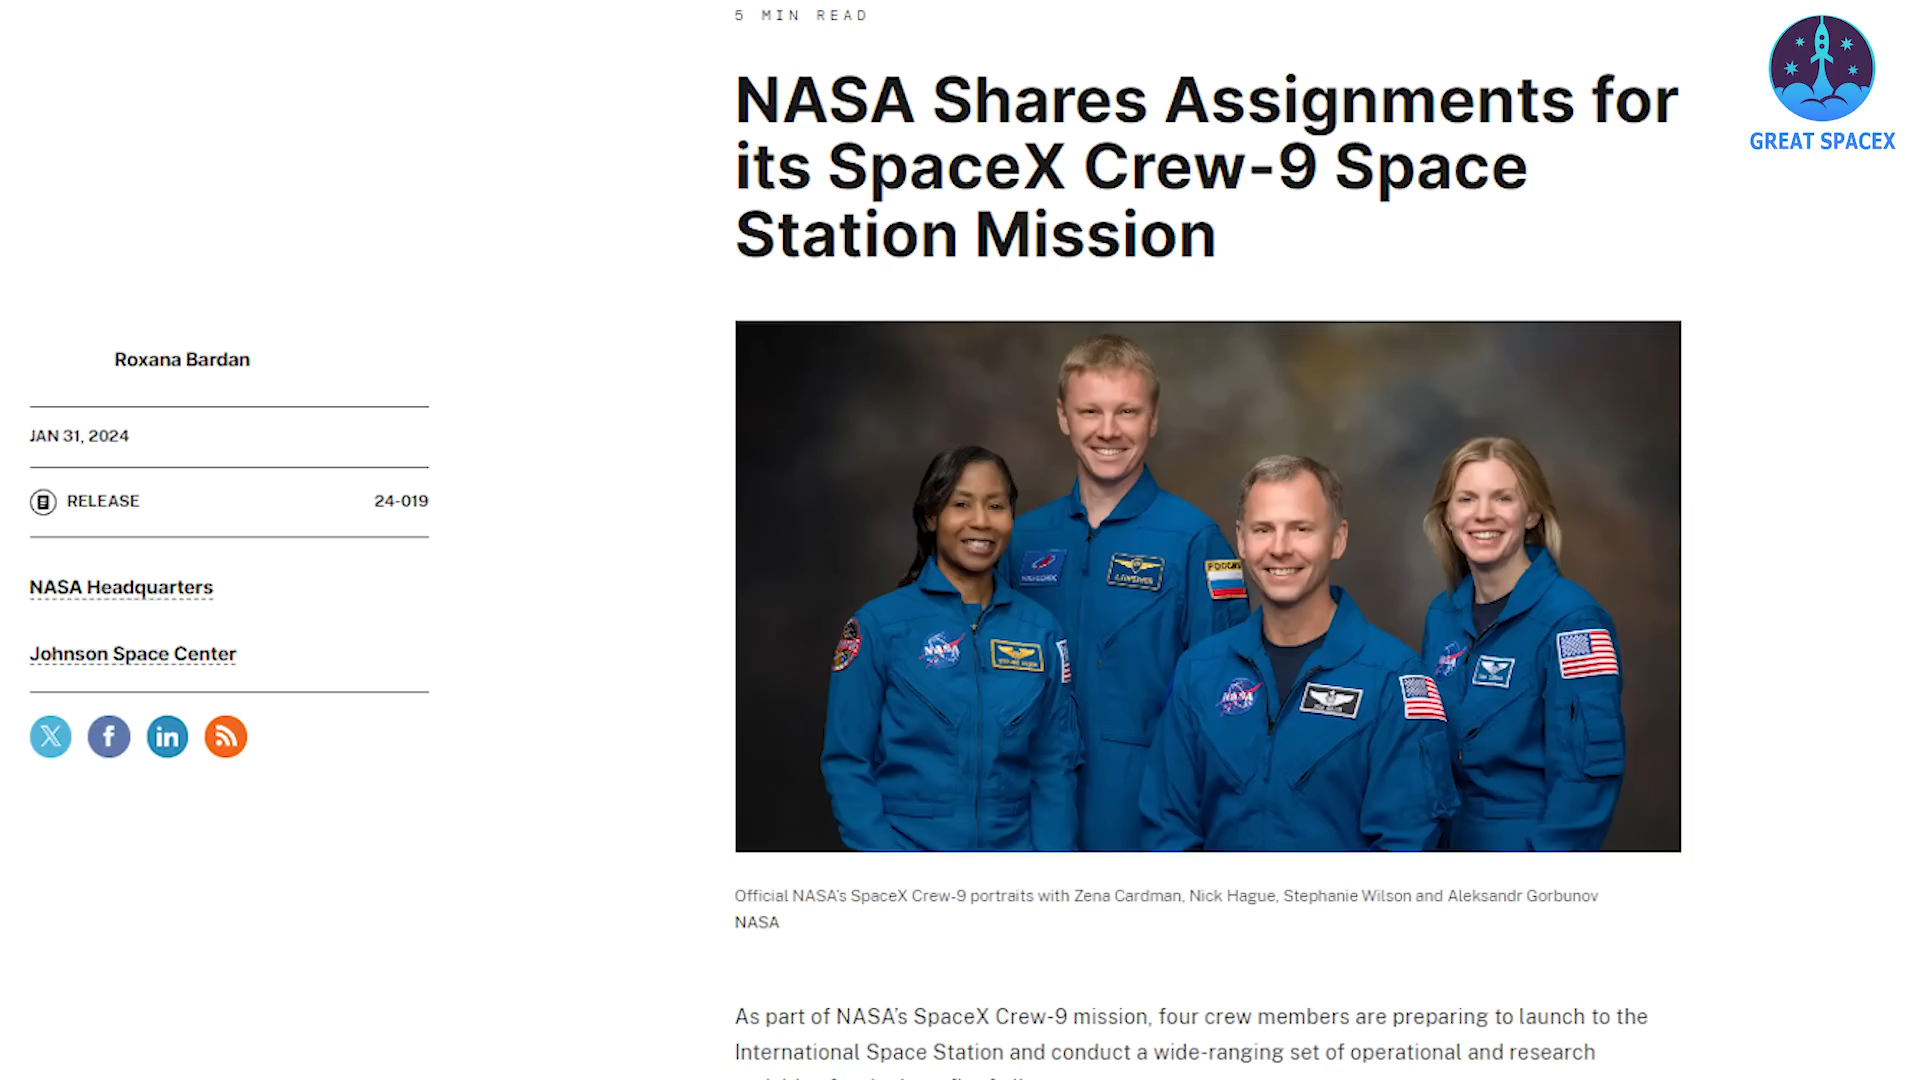 5 MIN READ
NASA Shares Assignments for
its SpaceX Crew-9 Space
Station Mission
GREAT SPACEX
Roxana Bardan
JAN 31, 2024
RELEASE 24-019
NASA Headquarters
Johnson Space Center
NASA
NASA
РОССИЯ
Official NASA's SpaceX Crew-9 portraits with Zena Cardman, Nick Hague, Stephanie Wilson and Aleksandr Gorbunov
NASA
As part of NASA's SpaceX Crew-9 mission, four crew members are preparing to launch to the
International Space Station and conduct a wide-ranging set of operational and research